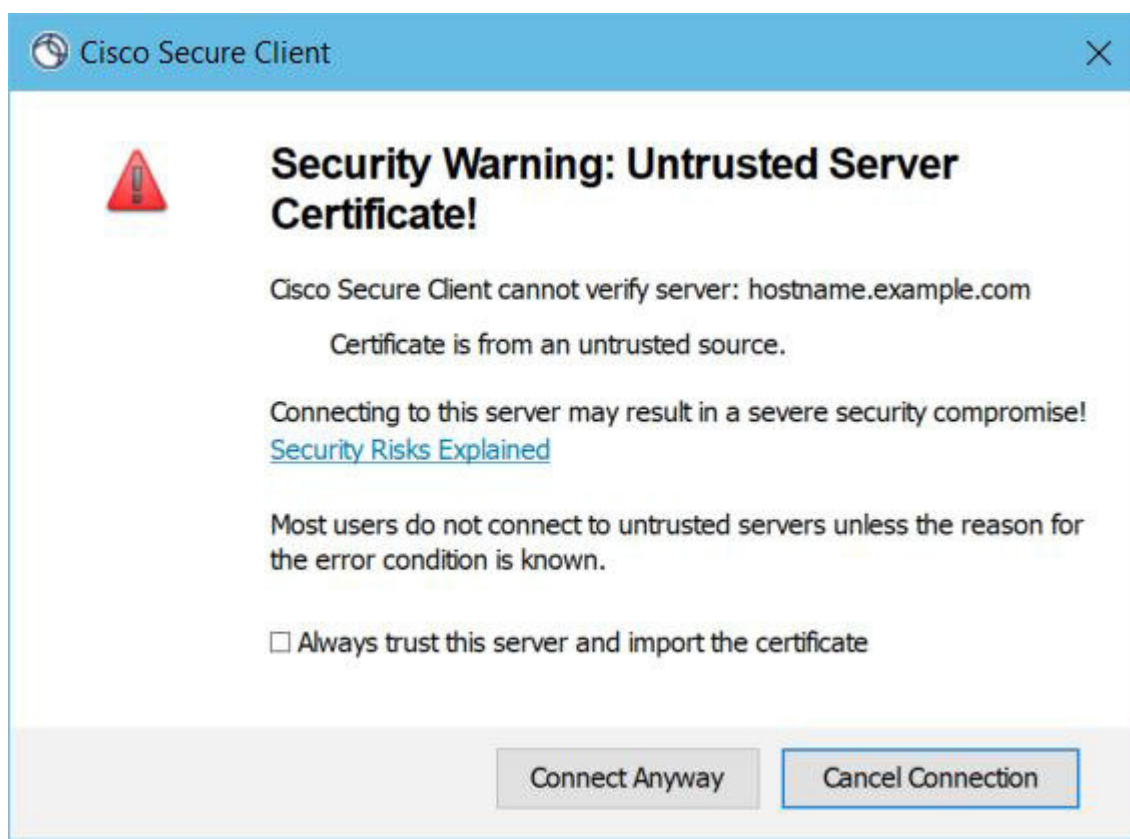 Cisco Secure Client
Security Warning: Untrusted Server
Certificate!
Cisco Secure Client cannot verify server: hostname.example.com
Certificate is from an untrusted source.
Connecting to this server may result in a severe security compromise!
Security Risks Explained
Most users do not connect to untrusted servers unless the reason for
the error condition is known.
Always trust this server and import the certificate
Connect Anyway
Cancel Connection